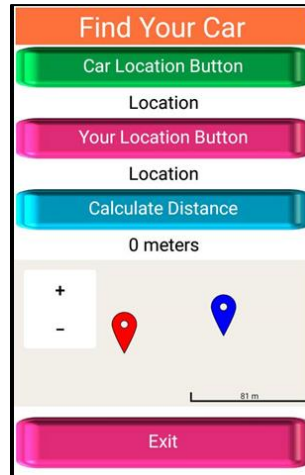 Find Your Car
Car Location Button
Location
Your Location Button
Location
Calculate Distance
0 meters
+
−
81 m
Exit